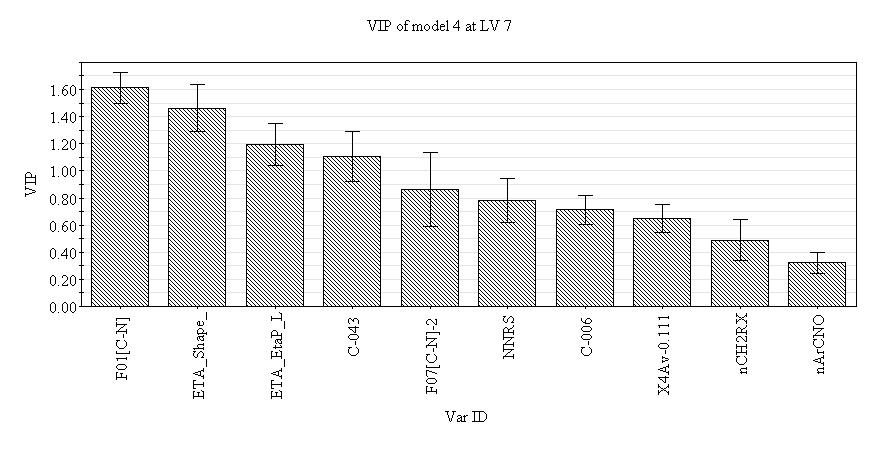 VIP of model 4 at LV 7
VIP
1.60
1.40
1.20
1.00
0.80
0.60
0.40
0.20
0.00
F01[C-N]
ETA_Shape_
ETA_EtaP_L
C-043
F07[C-N]-2
NNRS
C-006
X4Av-0.111
nCH2RX
nArCNO
Var ID